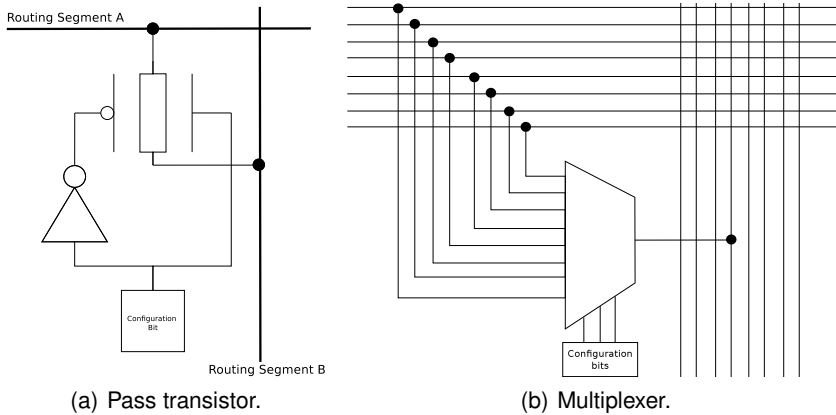 Routing Segment A
Configuration
Bit
Routing Segment B
(a) Pass transistor.
Configuration
bits
(b) Multiplexer.